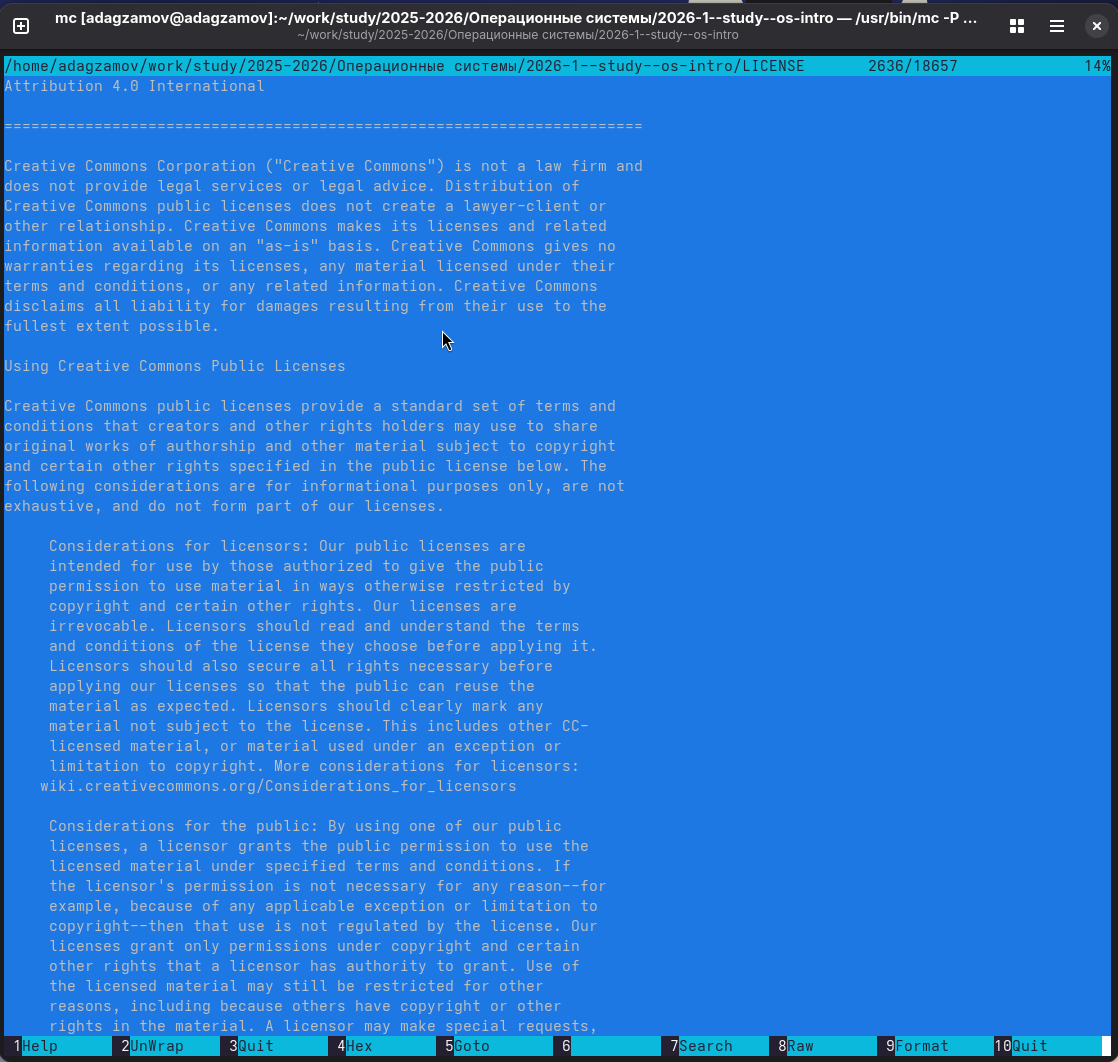 mc [adagzamov@adagzamov]:~/work/study/2025-2026/Операционные системы/2026-1--study--os-intro — /usr/bin/mc -P ...
~/work/study/2025-2026/Операционные системы/2026-1--study--os-intro
/home/adagzamov/work/study/2025-2026/Операционные системы/2026-1--study--os-intro/LICENSE 2636/18657 14%
Attribution 4.0 International
=======================================================================
Creative Commons Corporation ("Creative Commons") is not a law firm and
does not provide legal services or legal advice. Distribution of
Creative Commons public licenses does not create a lawyer-client or
other relationship. Creative Commons makes its licenses and related
information available on an "as-is" basis. Creative Commons gives no
warranties regarding its licenses, any material licensed under their
terms and conditions, or any related information. Creative Commons
disclaims all liability for damages resulting from their use to the
fullest extent possible.
Using Creative Commons Public Licenses
Creative Commons public licenses provide a standard set of terms and
conditions that creators and other rights holders may use to share
original works of authorship and other material subject to copyright
and certain other rights specified in the public license below. The
following considerations are for informational purposes only, are not
exhaustive, and do not form part of our licenses.
Considerations for licensors: Our public licenses are
intended for use by those authorized to give the public
permission to use material in ways otherwise restricted by
copyright and certain other rights. Our licenses are
irrevocable. Licensors should read and understand the terms
and conditions of the license they choose before applying it.
Licensors should also secure all rights necessary before
applying our licenses so that the public can reuse the
material as expected. Licensors should clearly mark any
material not subject to the license. This includes other CC-
licensed material, or material used under an exception or
limitation to copyright. More considerations for licensors:
wiki.creativecommons.org/Considerations_for_licensors
Considerations for the public: By using one of our public
licenses, a licensor grants the public permission to use the
licensed material under specified terms and conditions. If
the licensor's permission is not necessary for any reason--for
example, because of any applicable exception or limitation to
copyright--then that use is not regulated by the license. Our
licenses grant only permissions under copyright and certain
other rights that a licensor has authority to grant. Use of
the licensed material may still be restricted for other
reasons, including because others have copyright or other
rights in the material. A licensor may make special requests,
1Help 2UnWrap 3Quit 4Hex 5Goto 6 7Search 8Raw 9Format 10Quit